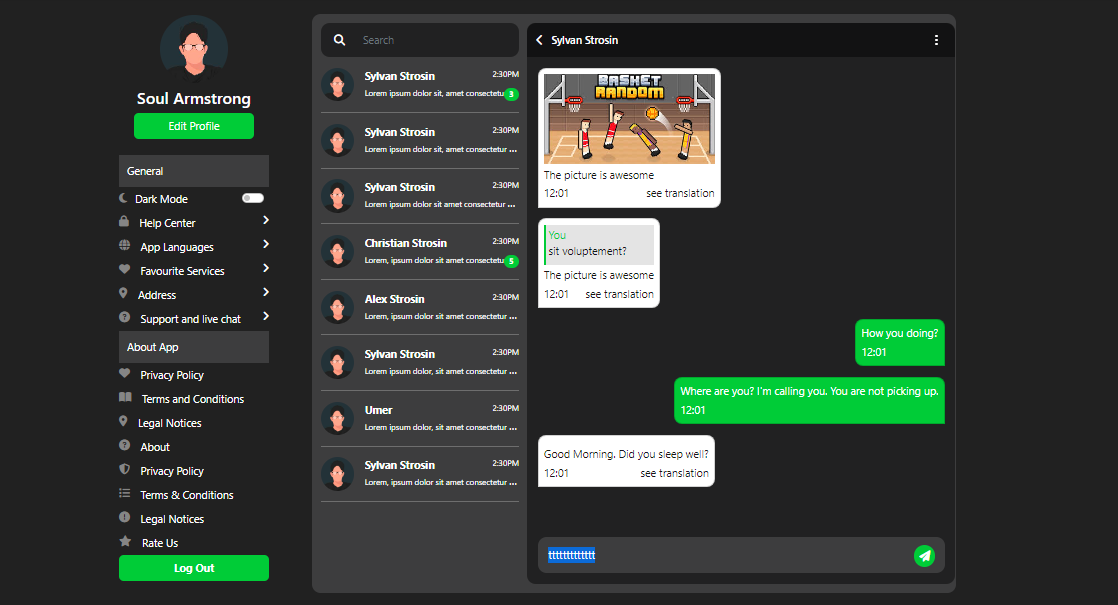 Soul Armstrong
Edit Profile
General
Dark Mode
Help Center
App Languages
Favourite Services
Address
Support and live chat
About App
Privacy Policy
Terms and Conditions
Legal Notices
About
Privacy Policy
Terms & Conditions
Legal Notices
Rate Us
Log Out
Search
Sylvan Strosin 2:30PM
Lorem ipsum dolor sit, amet consectetu 3
Sylvan Strosin 2:30PM
Lorem ipsum dolor sit, amet consectetur ...
Sylvan Strosin 2:30PM
Lorem ipsum dolor sit amet consectetur ...
Christian Strosin 2:30PM
Lorem, ipsum dolor sit amet consectetu 5
Alex Strosin 2:30PM
Lorem, ipsum dolor sit amet consectetur ...
Sylvan Strosin 2:30PM
Lorem ipsum dolor, sit amet consectetur ...
Umer 2:30PM
Lorem ipsum dolor, sit amet consectetur ...
Sylvan Strosin 2:30PM
Lorem, ipsum dolor sit amet consectetur ...
Sylvan Strosin
BASKET
RANDOM
The picture is awesome
12:01 see translation
You
sit voluptement?
The picture is awesome
12:01 see translation
How you doing?
12:01
Where are you? I'm calling you. You are not picking up.
12:01
Good Morning. Did you sleep well?
12:01 see translation
ttttttttttttt